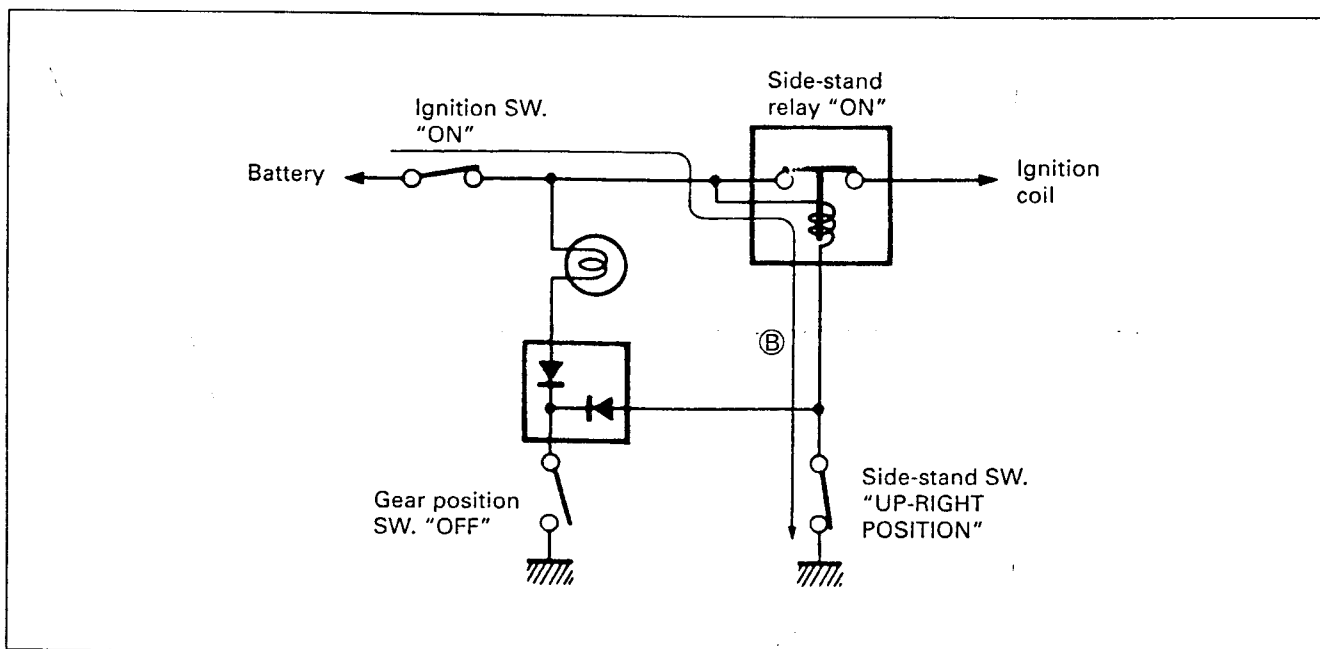 Side-stand
relay “ON”
Ignition SW.
“ON”
Battery
Ignition
coil
Ⓑ
Gear position
SW. “OFF”
Side-stand SW.
“UP-RIGHT
POSITION”